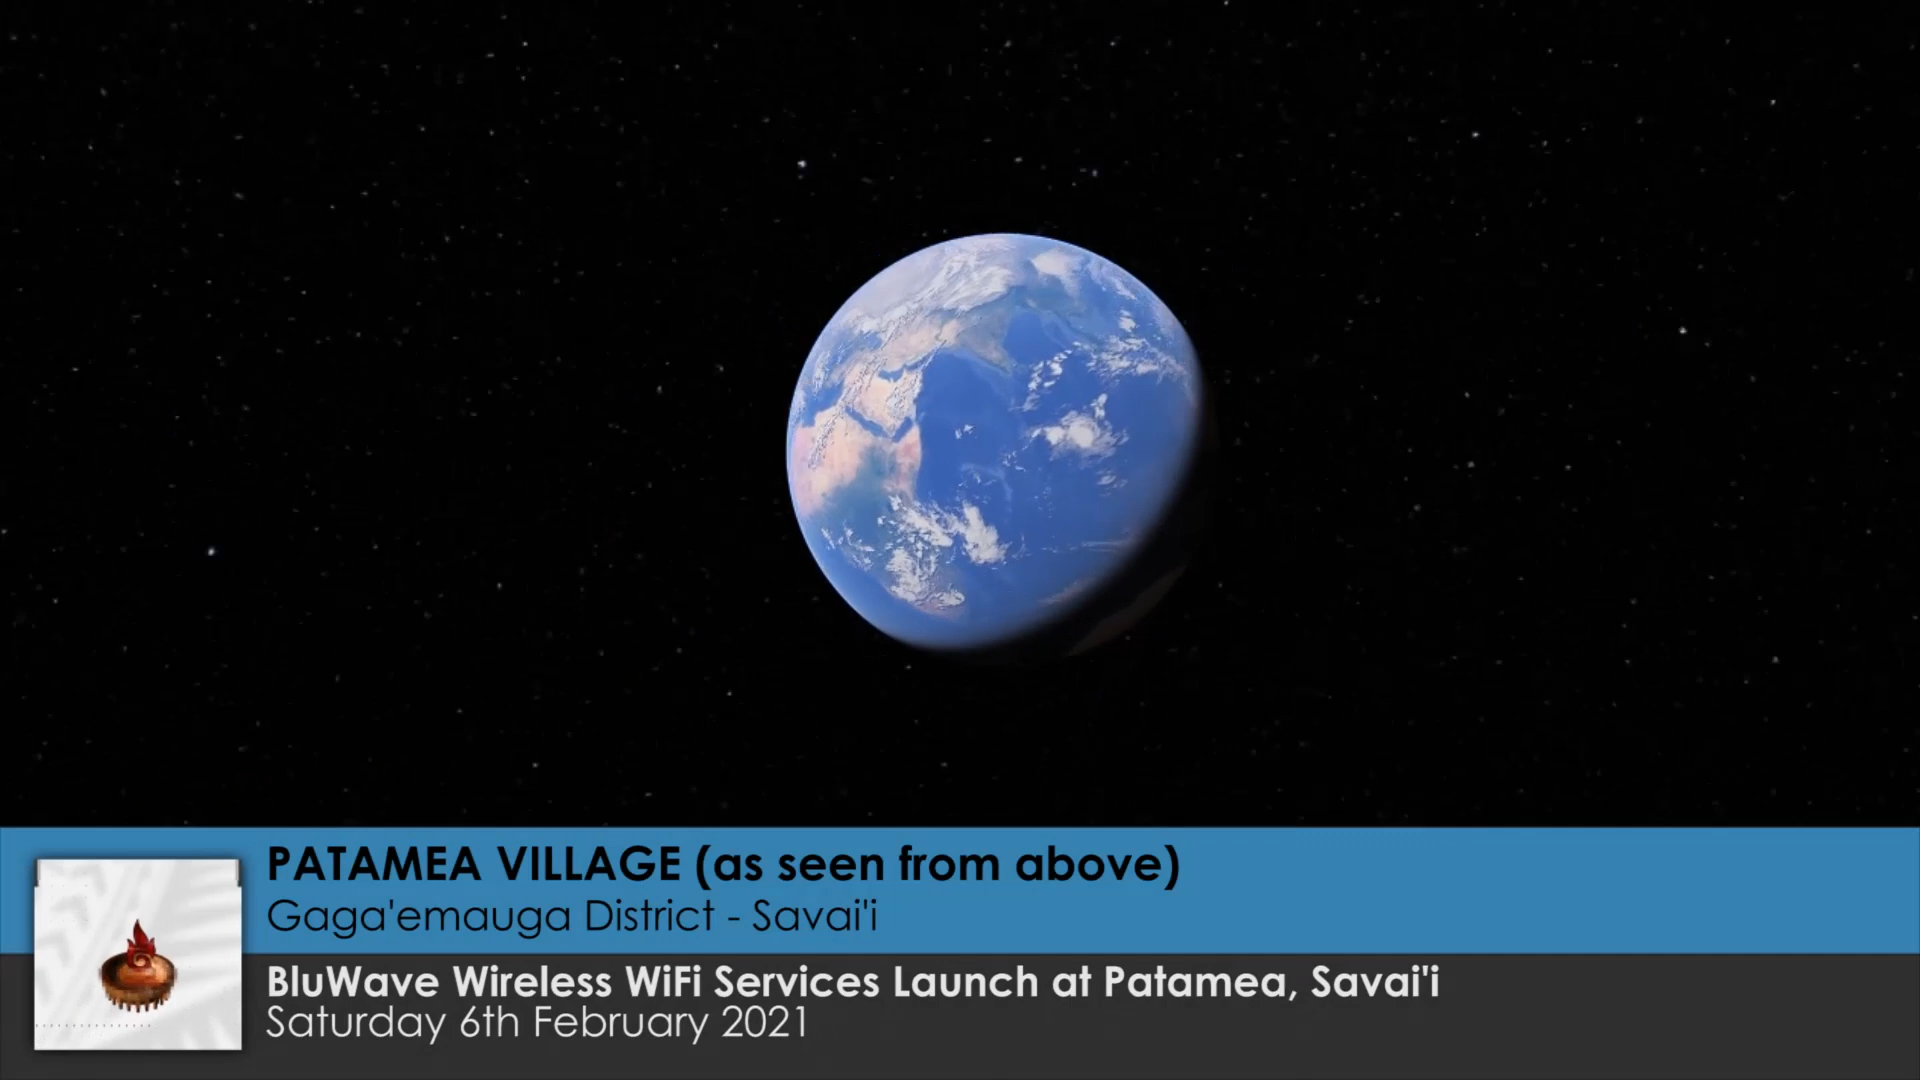 PATAMEA VILLAGE (as seen from above)
Gaga'emauga District - Savai'i
BluWave Wireless WiFi Services Launch at Patamea, Savai'i
Saturday 6th February 2021